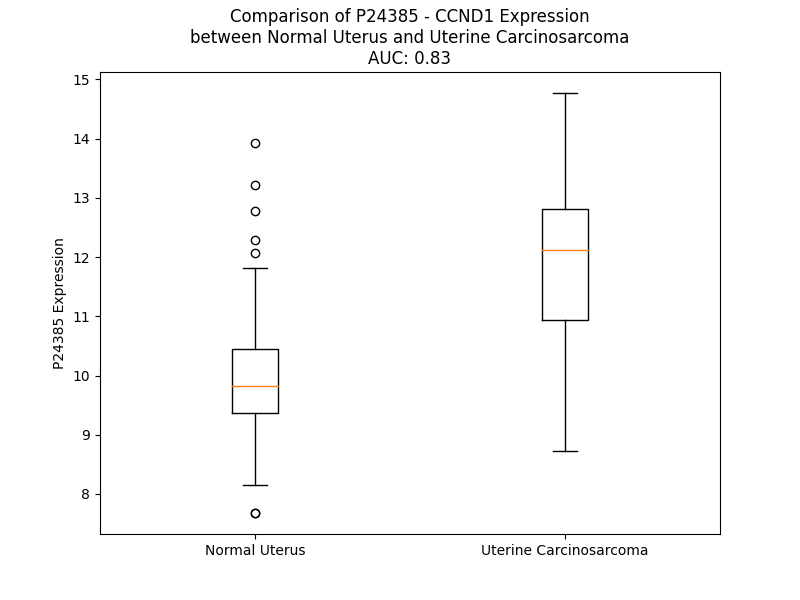 Comparison of P24385 - CCND1 Expression
between Normal Uterus and Uterine Carcinosarcoma
AUC: 0.83
15
14
13
12
11
10
9
8
P24385 Expression
Normal Uterus
Uterine Carcinosarcoma